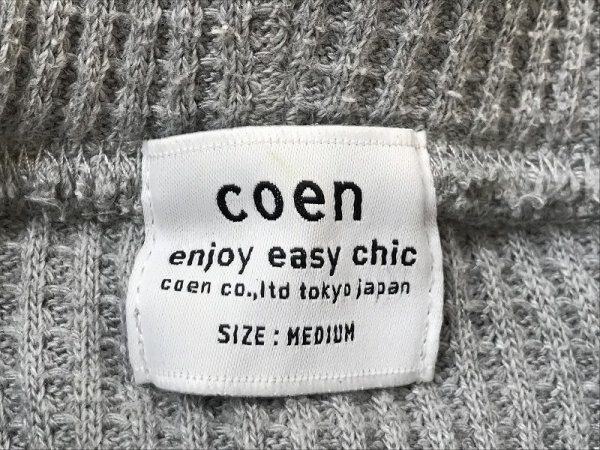 coen
enjoy easy chic
coen co.,ltd tokyo japan
SIZE : MEDIUM